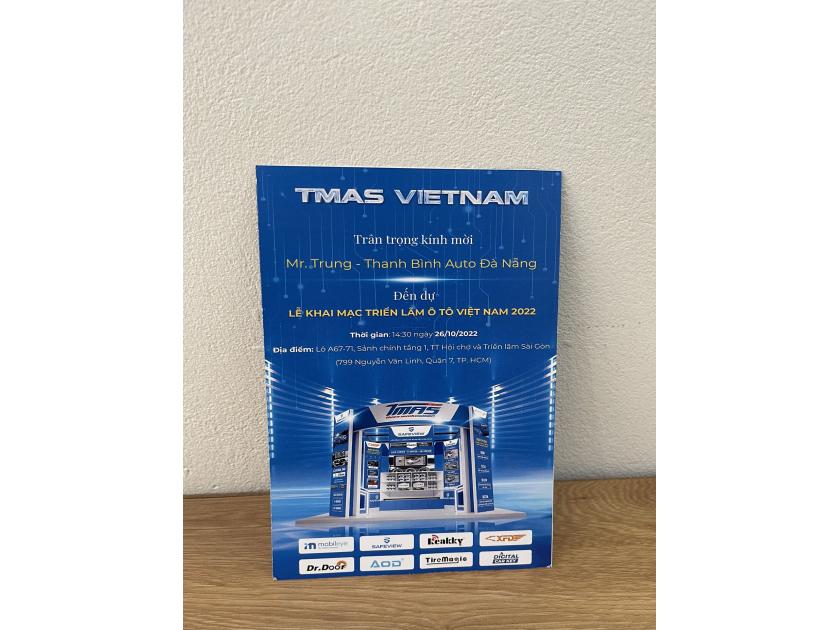 TMAS VIETNAM
Trân trọng kính mời
Mr. Trung - Thanh Bình Auto Đà Nẵng
Đến dự
LỄ KHAI MẠC TRIỂN LÃM Ô TÔ VIỆT NAM 2022
Thời gian: 14:30 ngày 26/10/2022
Địa điểm: Lô A67-71, Sảnh chính tầng 1, TT Hội chợ và Triển lãm Sài Gòn
(799 Nguyễn Văn Linh, Quận 7, TP. HCM)
TMAS
SAFEVIEW
mobileye
SAFEVIEW
Keakky
XFDS
Dr.Door
AOD
TireMagic
DIGITAL
CAR KEY